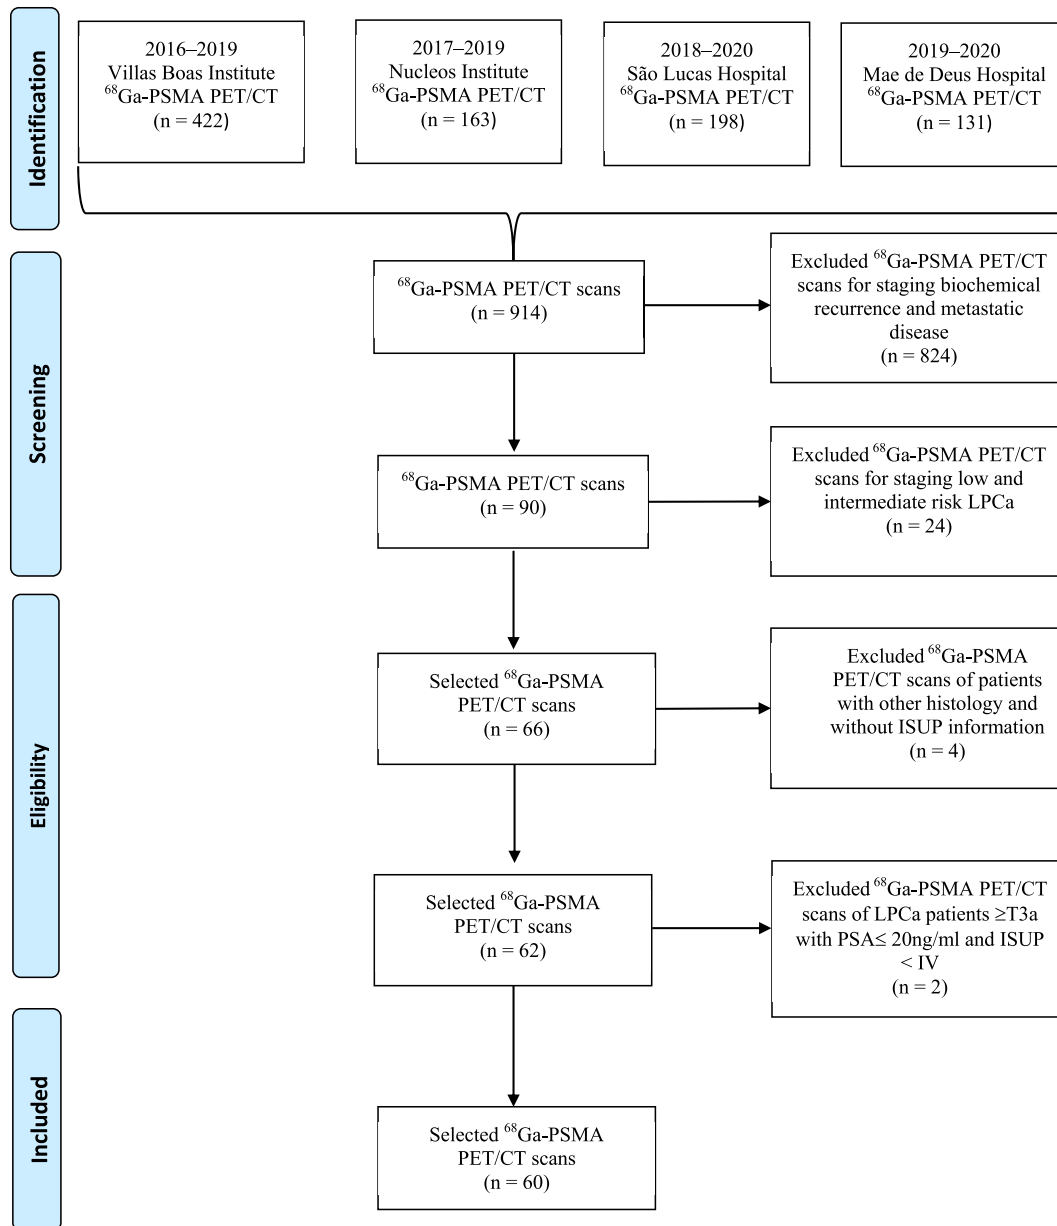 Identification
2016–2019
Villas Boas Institute
⁶⁸Ga-PSMA PET/CT
(n = 422)
2017–2019
Nucleos Institute
⁶⁸Ga-PSMA PET/CT
(n = 163)
2018–2020
São Lucas Hospital
⁶⁸Ga-PSMA PET/CT
(n = 198)
2019–2020
Mae de Deus Hospital
⁶⁸Ga-PSMA PET/CT
(n = 131)
Screening
⁶⁸Ga-PSMA PET/CT scans
(n = 914)
Excluded ⁶⁸Ga-PSMA PET/CT
scans for staging biochemical
recurrence and metastatic
disease
(n = 824)
⁶⁸Ga-PSMA PET/CT scans
(n = 90)
Excluded ⁶⁸Ga-PSMA PET/CT
scans for staging low and
intermediate risk LPCa
(n = 24)
Eligibility
Selected ⁶⁸Ga-PSMA
PET/CT scans
(n = 66)
Excluded ⁶⁸Ga-PSMA
PET/CT scans of patients
with other histology and
without ISUP information
(n = 4)
Selected ⁶⁸Ga-PSMA
PET/CT scans
(n = 62)
Excluded ⁶⁸Ga-PSMA PET/CT
scans of LPCa patients ≥T3a
with PSA≤ 20ng/ml and ISUP
< IV
(n = 2)
Included
Selected ⁶⁸Ga-PSMA
PET/CT scans
(n = 60)